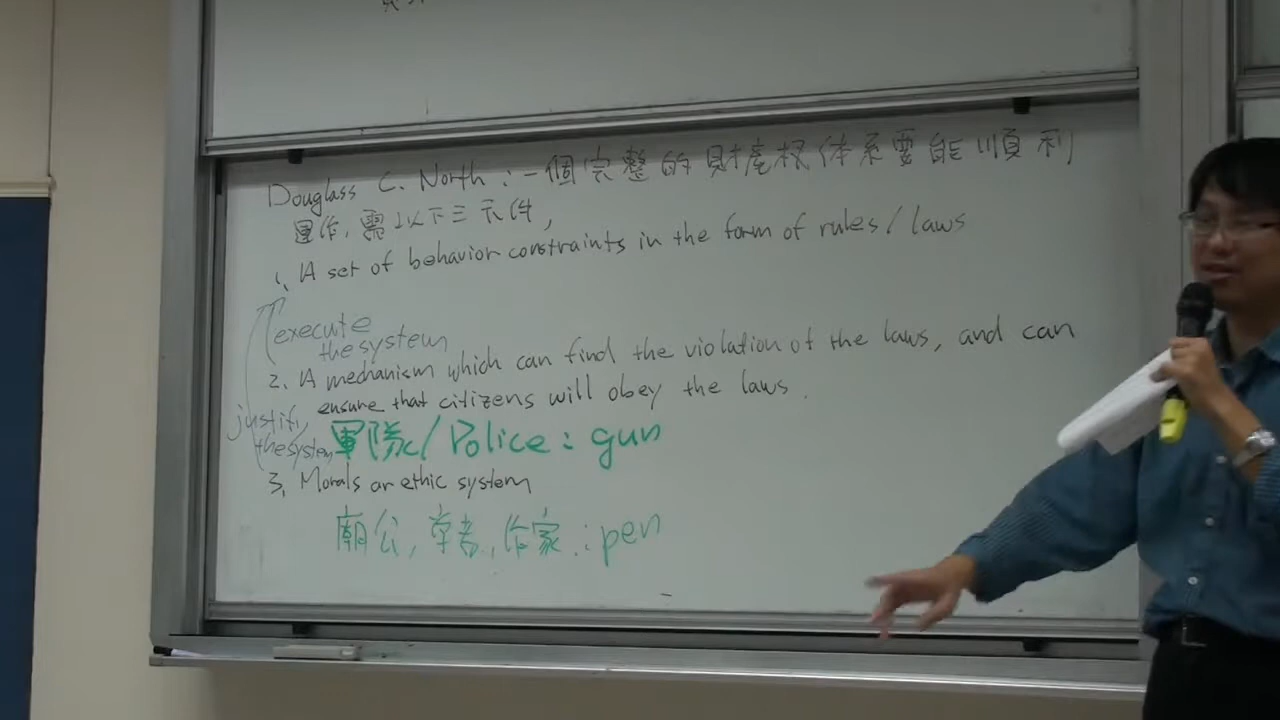 Douglass C. North：一個完整的財產权体系要能順利
運作，需以下三元件，
1、A set of behavior constraints in the form of rules/laws
execute
the system
2、A mechanism which can find the violation of the laws, and can
ensure that citizens will obey the laws.
justify
the system
軍隊/Police：gun
3、Morals or ethic system
廟公，学者，作家：pen